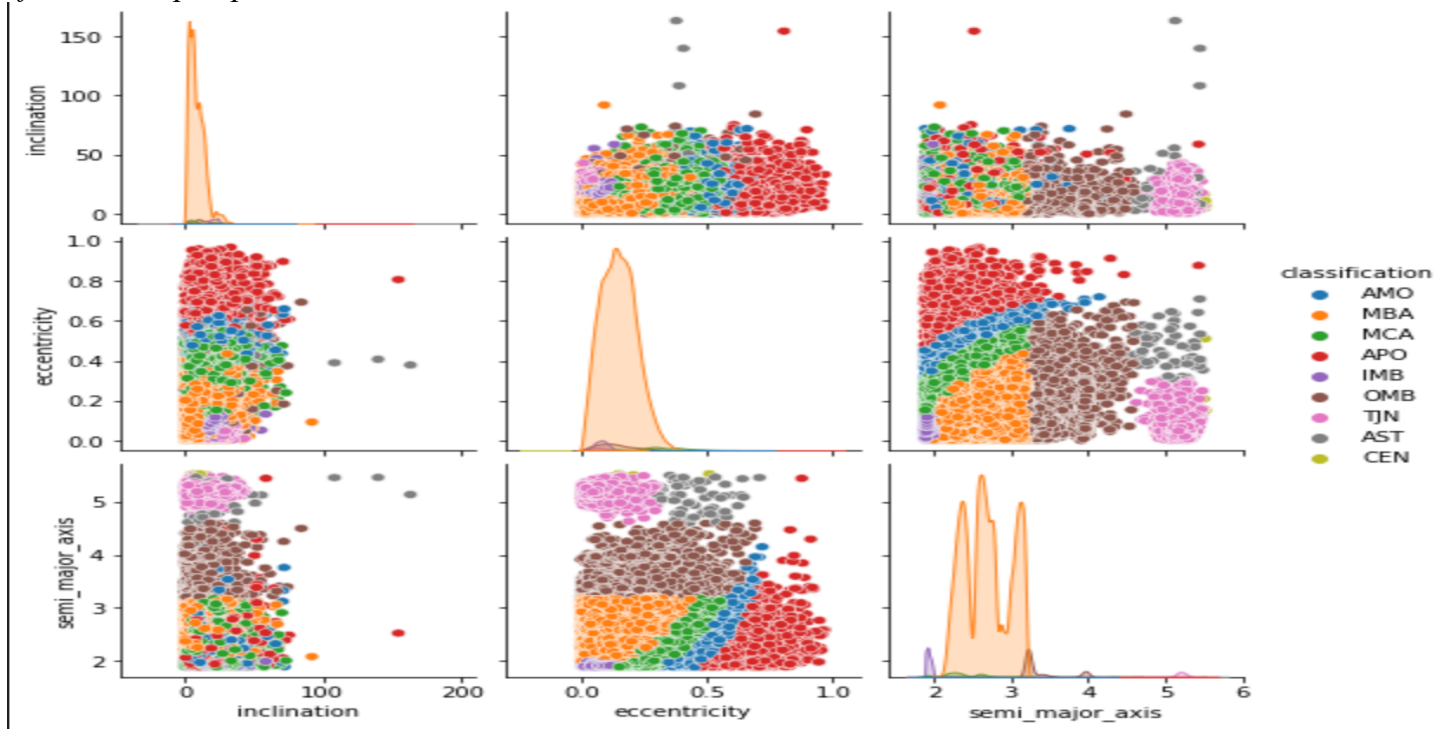 150
100
50
0
inclination
1.0
0.8
0.6
0.4
0.2
0.0
eccentricity
5
4
3
2
semi_major_axis
0
100
200
inclination
0.0
0.5
1.0
eccentricity
2
3
4
5
6
semi_major_axis
classification
AMO
MBA
MCA
APO
IMB
OMB
TJN
AST
CEN